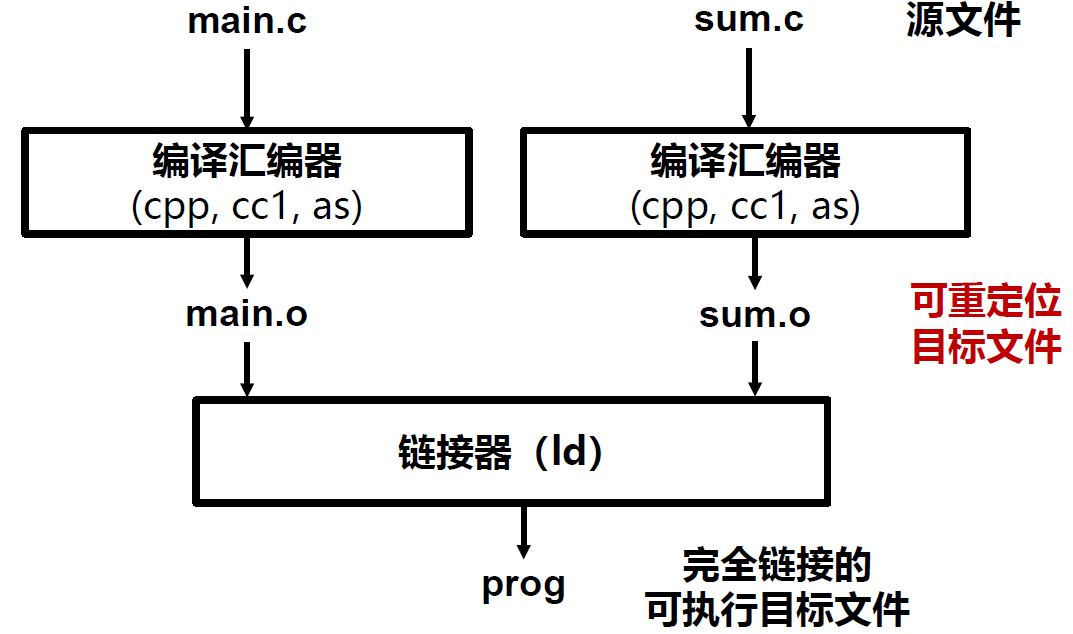 main.c
sum.c
源文件
编译汇编器
(cpp, cc1, as)
编译汇编器
(cpp, cc1, as)
main.o
sum.o
可重定位
目标文件
链接器（ld）
prog
完全链接的
可执行目标文件